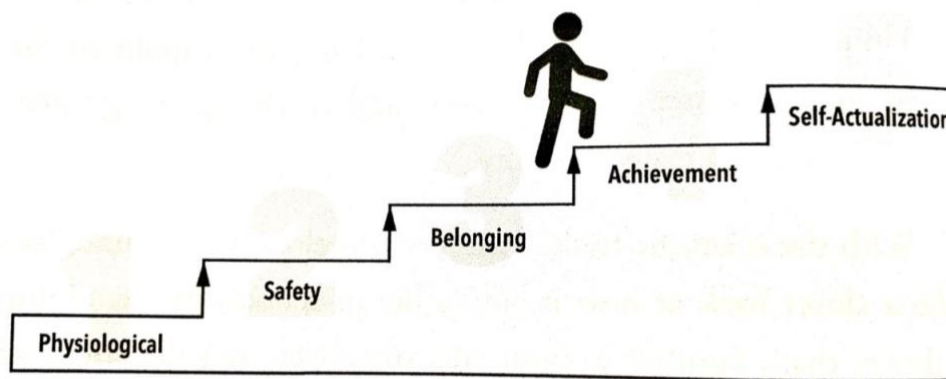 Self-Actualization
Achievement
Belonging
Safety
Physiological